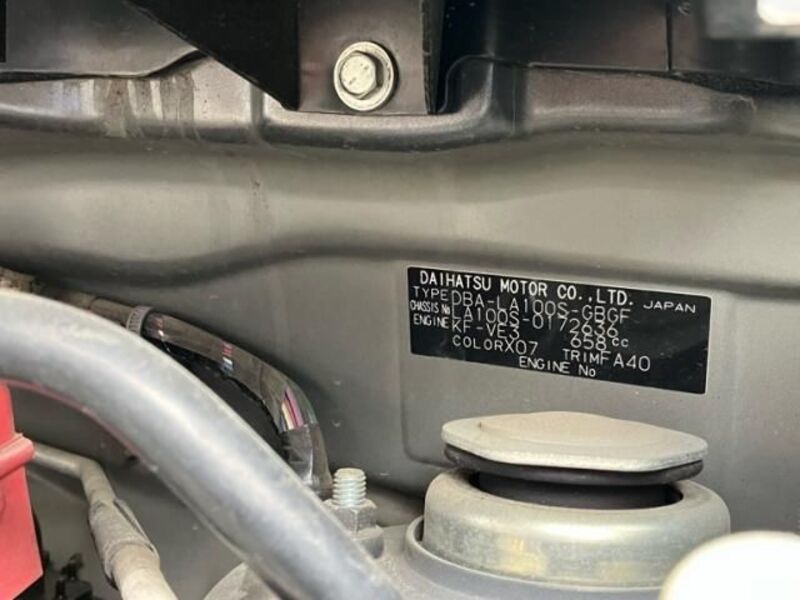 DAIHATSU MOTOR CO.,LTD. JAPAN
TYPE DBA-LA100S-GBGF
CHASSIS No LA100S-0172636
ENGINE KF-VE3 658cc
COLOR X07 TRIM FA40
ENGINE No